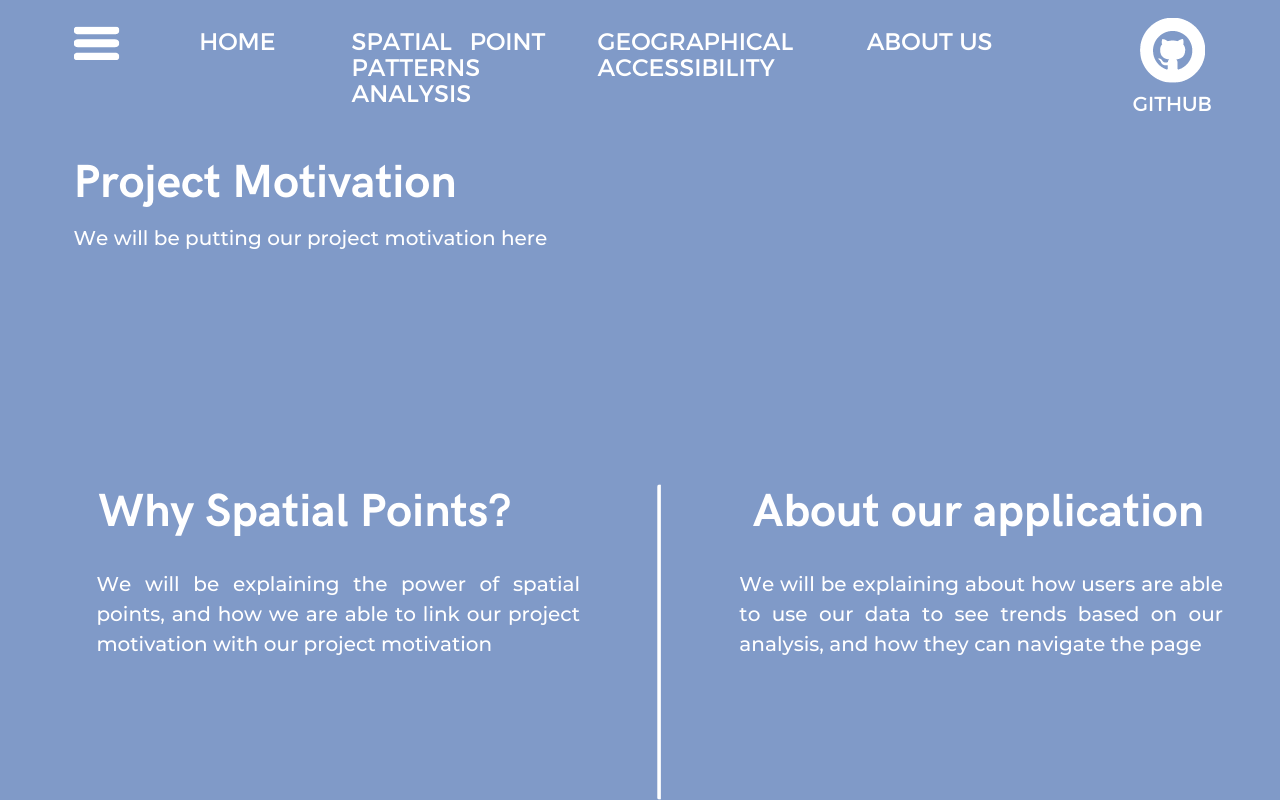 HOME
SPATIAL POINT
PATTERNS
ANALYSIS
GEOGRAPHICAL
ACCESSIBILITY
ABOUT US
GITHUB
Project Motivation
We will be putting our project motivation here
Why Spatial Points?
We will be explaining the power of spatial
points, and how we are able to link our project
motivation with our project motivation
About our application
We will be explaining about how users are able
to use our data to see trends based on our
analysis, and how they can navigate the page